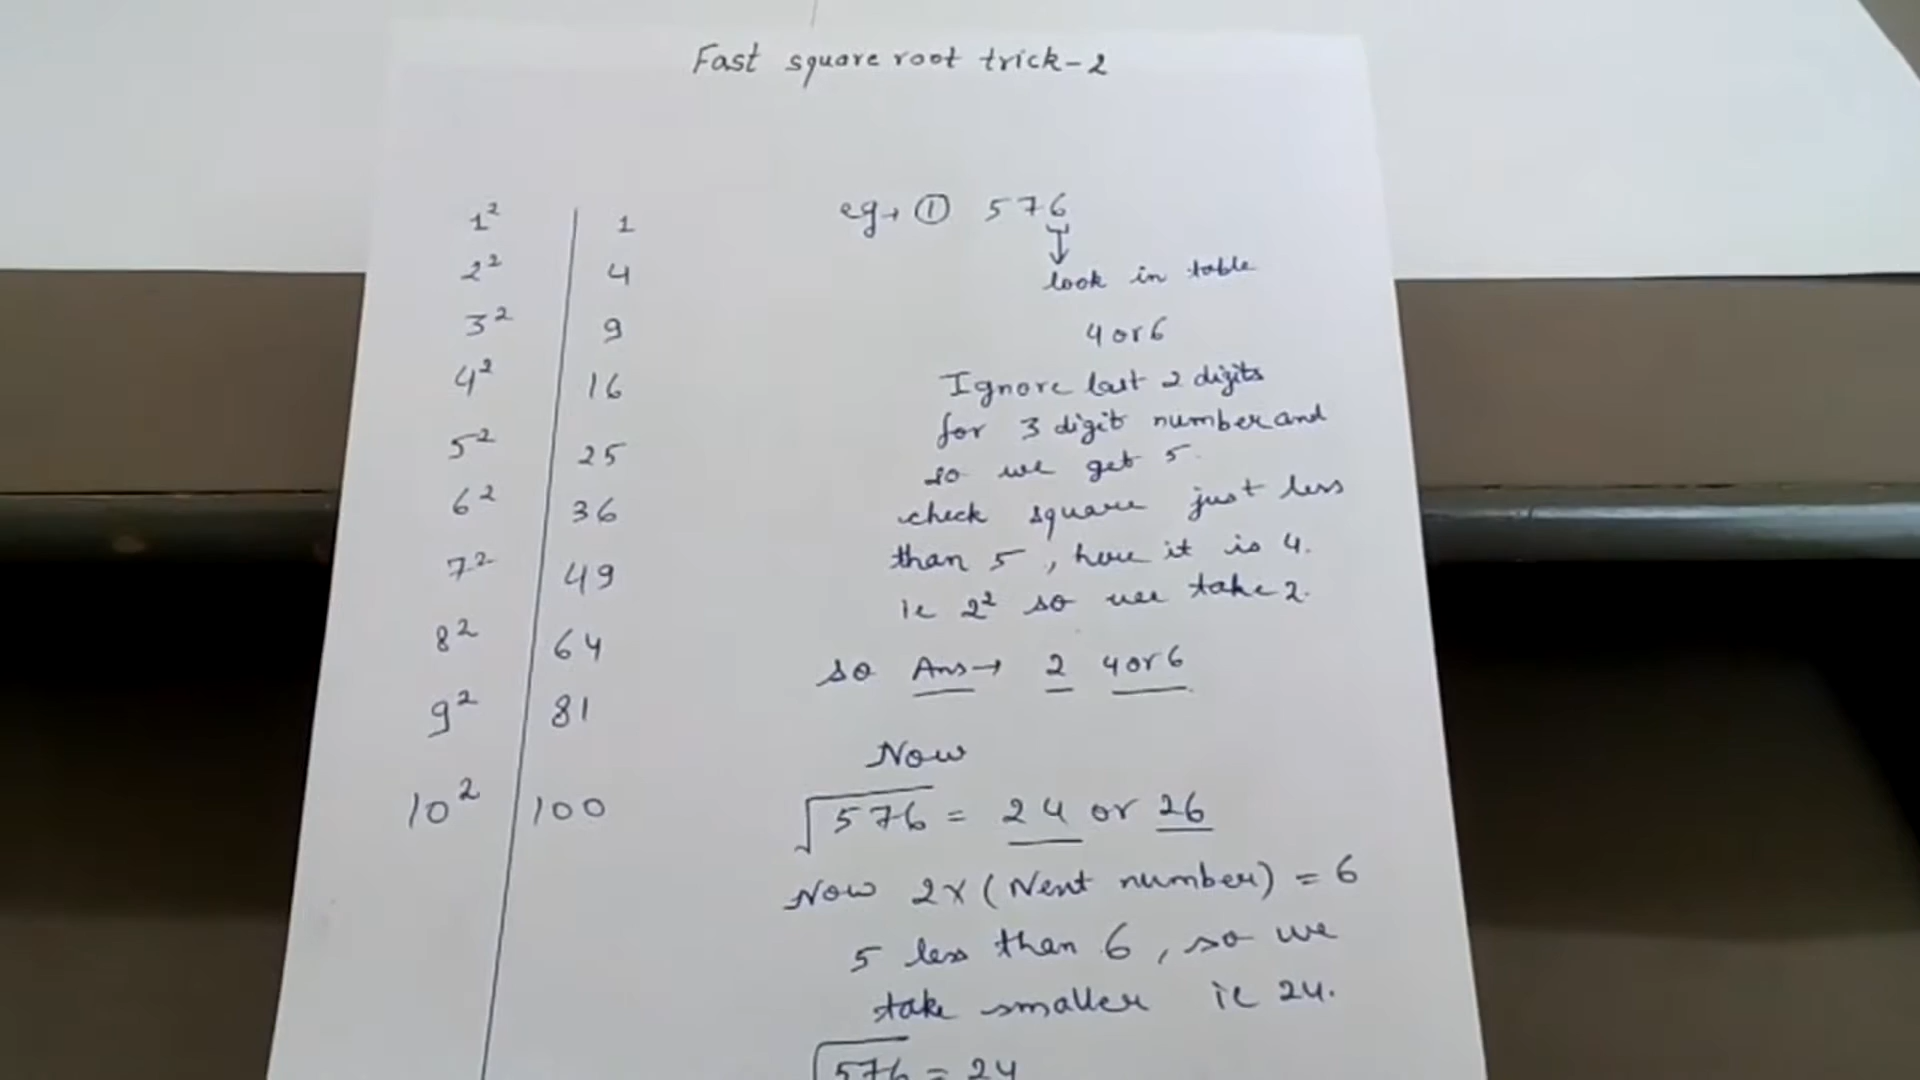 Fast square root trick-2
1² | 1
2² | 4
3² | 9
4² | 16
5² | 25
6² | 36
7² | 49
8² | 64
9² | 81
10² | 100
eg→ ① 576
↓
look in table
4 or 6
Ignore last 2 digits
for 3 digit number and
so we get 5.
check square just less
than 5, here it is 4.
ie 2² so we take 2.
so Ans → 2 4 or 6
Now
√576 = 24 or 26
Now 2x (Next number) = 6
5 less than 6, so we
take smaller ie 24.
√576 = 24